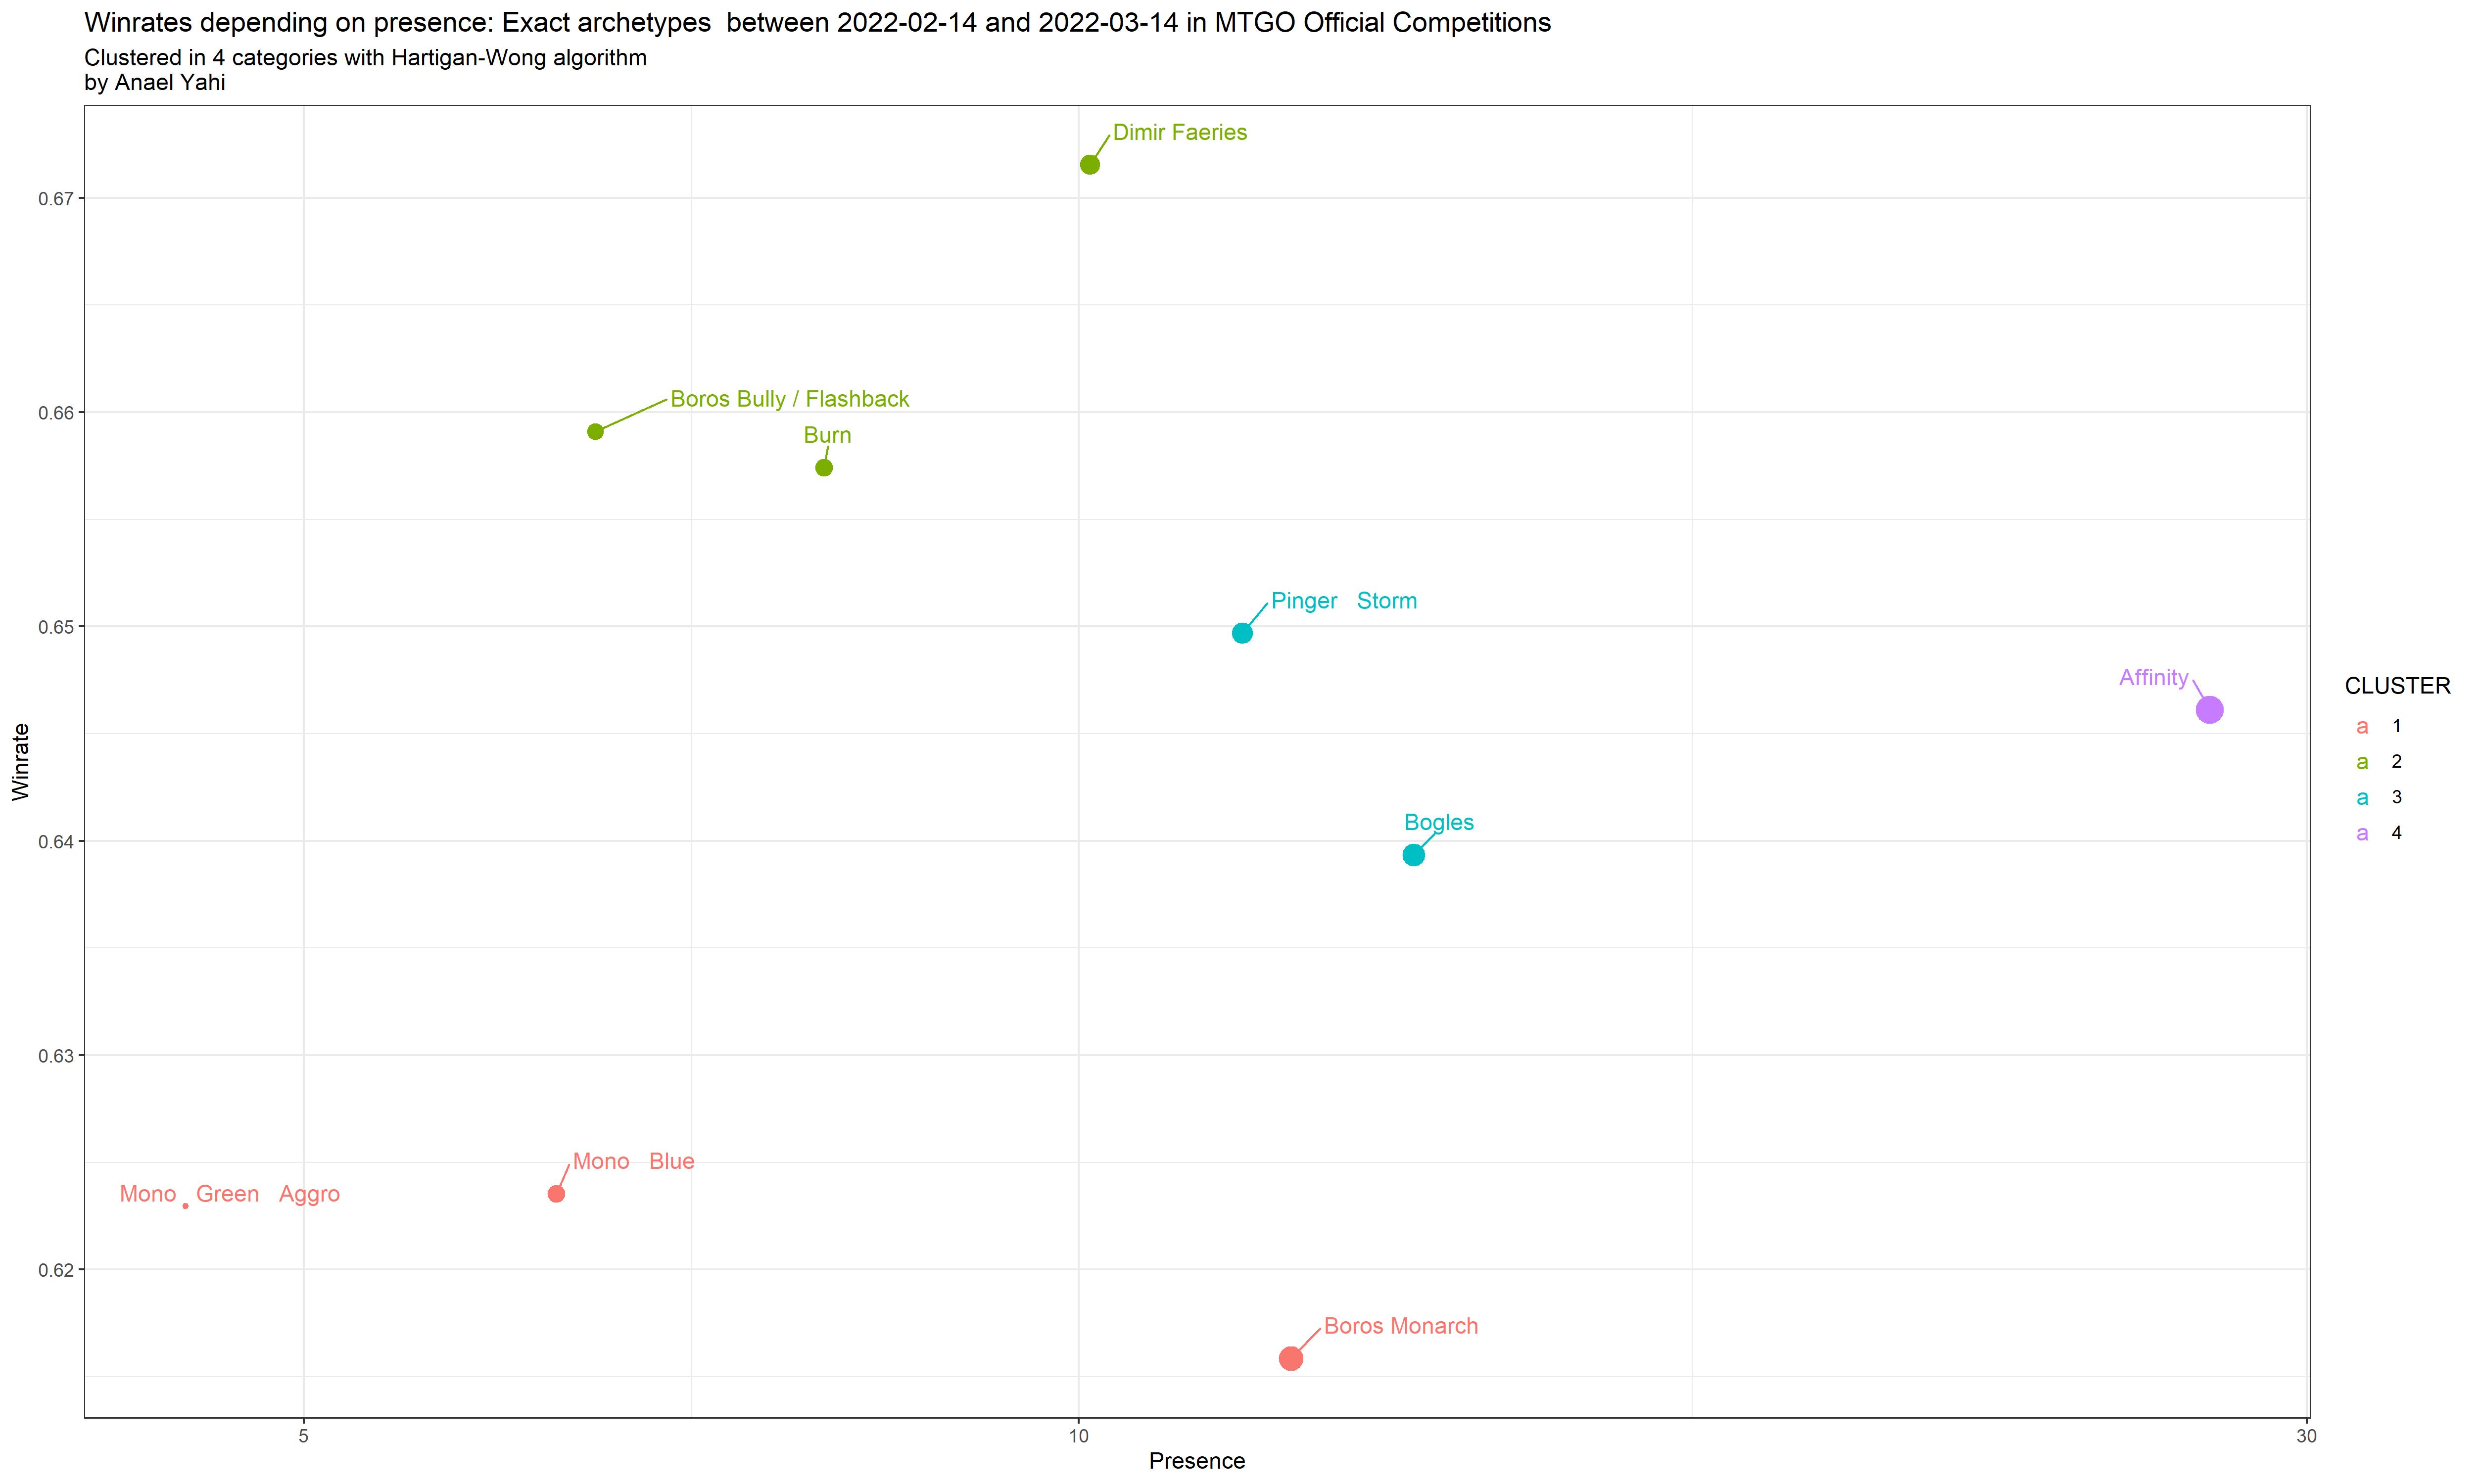 Winrates depending on presence: Exact archetypes  between 2022-02-14 and 2022-03-14 in MTGO Official Competitions
Clustered in 4 categories with Hartigan-Wong algorithm
by Anael Yahi
Dimir Faeries
0.67
Boros Bully / Flashback
0.66
Burn
Pinger   Storm
0.65
Affinity
CLUSTER
a 1
a 2
a 3
a 4
Winrate
Bogles
0.64
0.63
Mono   Blue
Mono   Green   Aggro
0.62
Boros Monarch
5 10 30
Presence